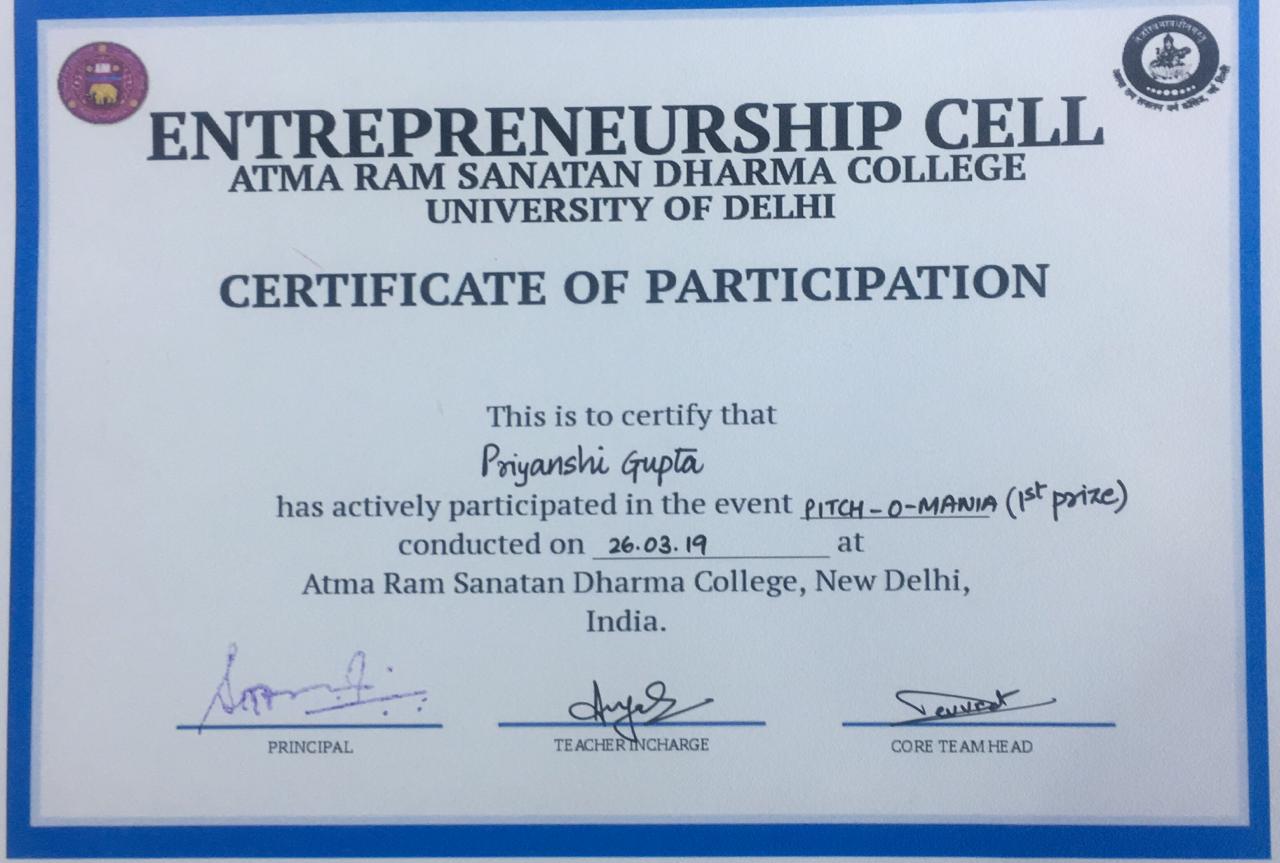 ENTREPRENEURSHIP CELL
ATMA RAM SANATAN DHARMA COLLEGE
UNIVERSITY OF DELHI
CERTIFICATE OF PARTICIPATION
This is to certify that
Priyanshi Gupta
has actively participated in the event PITCH-O-MANIA (1st prize)
conducted on 26.03.19 at
Atma Ram Sanatan Dharma College, New Delhi,
India.
PRINCIPAL TEACHER INCHARGE CORE TEAM HEAD